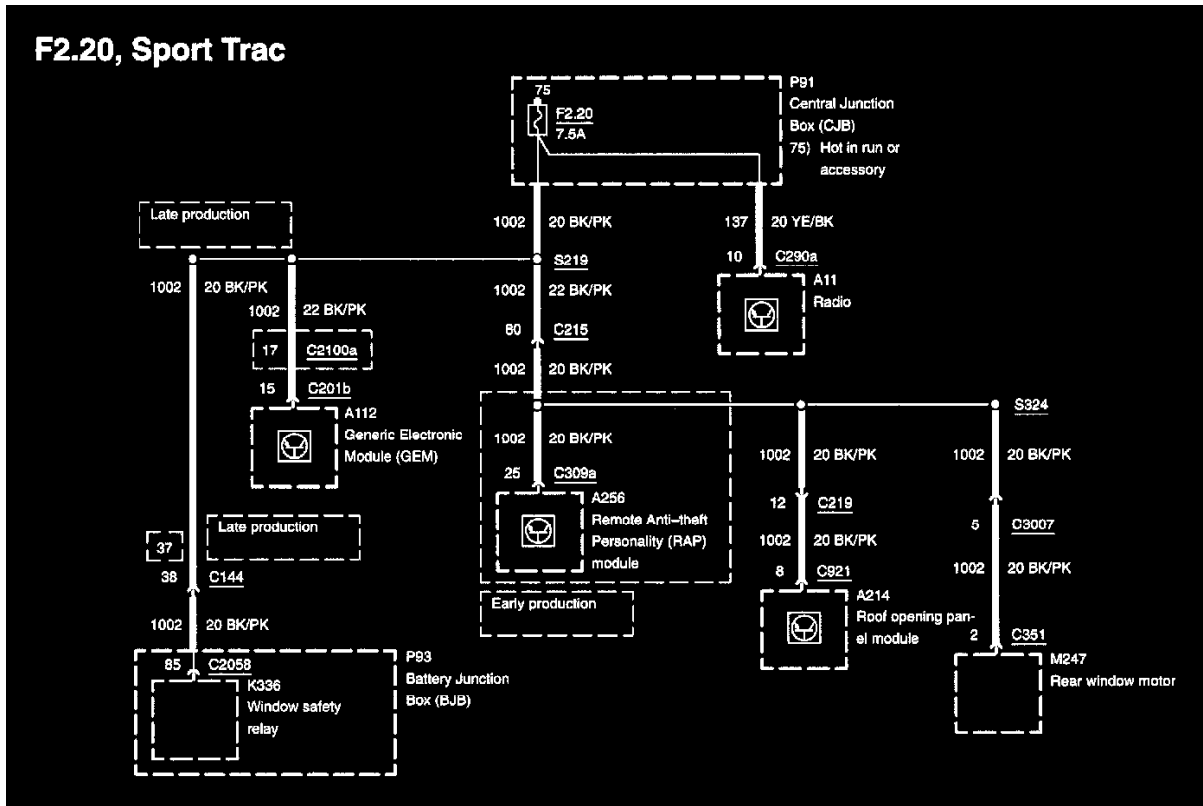 F2.20, Sport Trac
75
F2.20
7.5A
P91
Central Junction
Box (CJB)
75) Hot in run or
accessory
Late production
1002 20 BK/PK
137 20 YE/BK
S219
10 C290a
A11
Radio
1002 20 BK/PK
1002 22 BK/PK
1002 22 BK/PK
60 C215
17 C2100a
1002 20 BK/PK
15 C201b
A112
Generic Electronic
Module (GEM)
S324
1002 20 BK/PK
1002 20 BK/PK
1002 20 BK/PK
25 C309a
A256
Remote Anti-theft
Personality (RAP)
module
12 C219
5 C3007
Late production
37
38 C144
1002 20 BK/PK
1002 20 BK/PK
8 C921
A214
Roof opening pan-
el module
Early production
1002 20 BK/PK
2 C351
M247
Rear window motor
P93
Battery Junction
Box (BJB)
85 C2058
K336
Window safety
relay